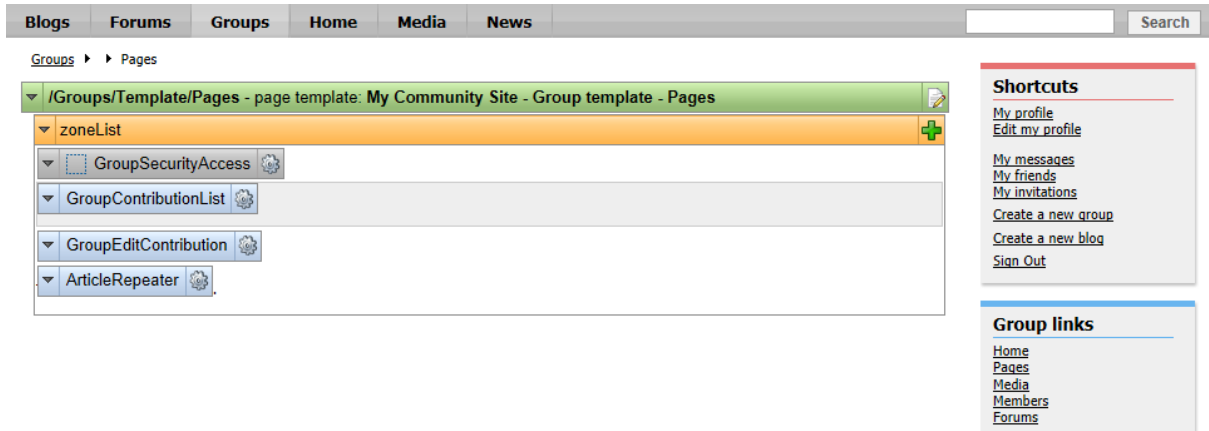 Blogs Forums Groups Home Media News Search
Groups Pages
/Groups/Template/Pages - page template: My Community Site - Group template - Pages
zoneList
GroupSecurityAccess
GroupContributionList
GroupEditContribution
ArticleRepeater
Shortcuts
My profile
Edit my profile
My messages
My friends
My invitations
Create a new group
Create a new blog
Sign Out
Group links
Home
Pages
Media
Members
Forums